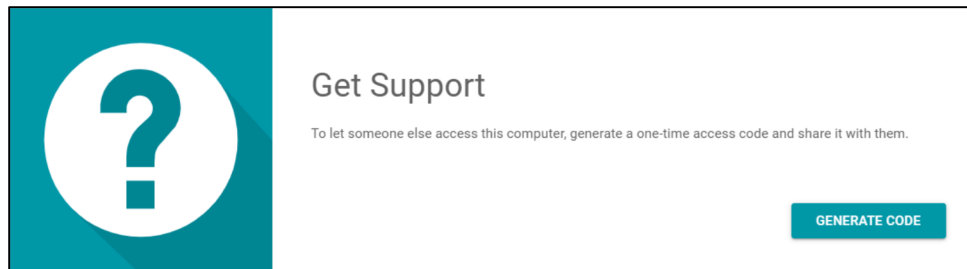 Get Support
To let someone else access this computer, generate a one-time access code and share it with them.
GENERATE CODE